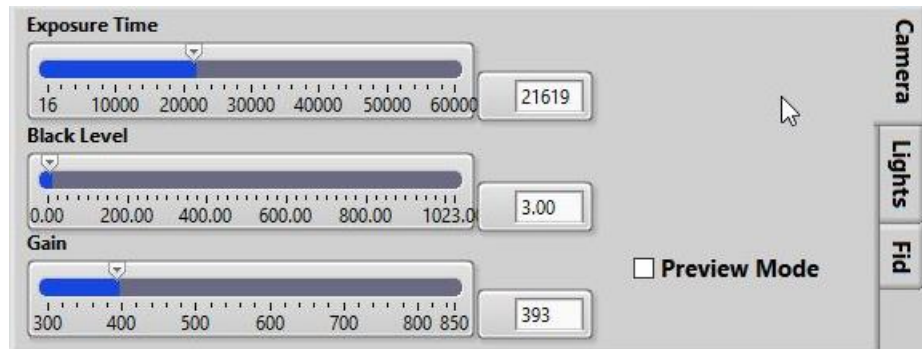 Exposure Time
16 10000 20000 30000 40000 50000 60000
21619
Black Level
0.00 200.00 400.00 600.00 800.00 1023.0
3.00
Gain
300 400 500 600 700 800 850
393
Preview Mode
Camera
Lights
Fid